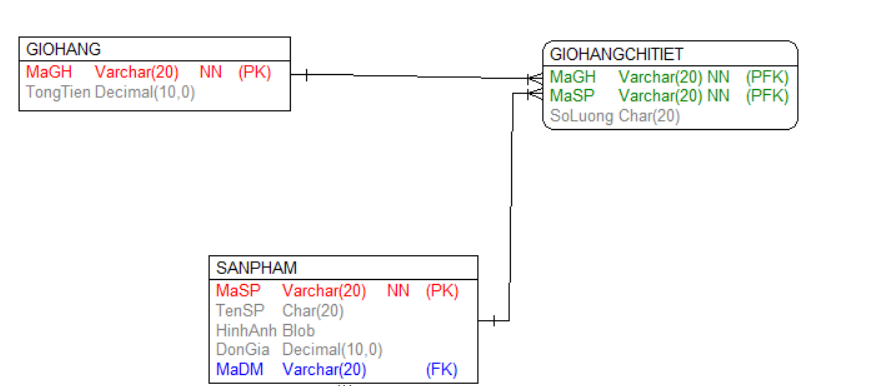 GIOHANG
MaGH Varchar(20) NN (PK)
TongTien Decimal(10,0)
GIOHANGCHITIET
MaGH Varchar(20) NN (PFK)
MaSP Varchar(20) NN (PFK)
SoLuong Char(20)
SANPHAM
MaSP Varchar(20) NN (PK)
TenSP Char(20)
HinhAnh Blob
DonGia Decimal(10,0)
MaDM Varchar(20) (FK)